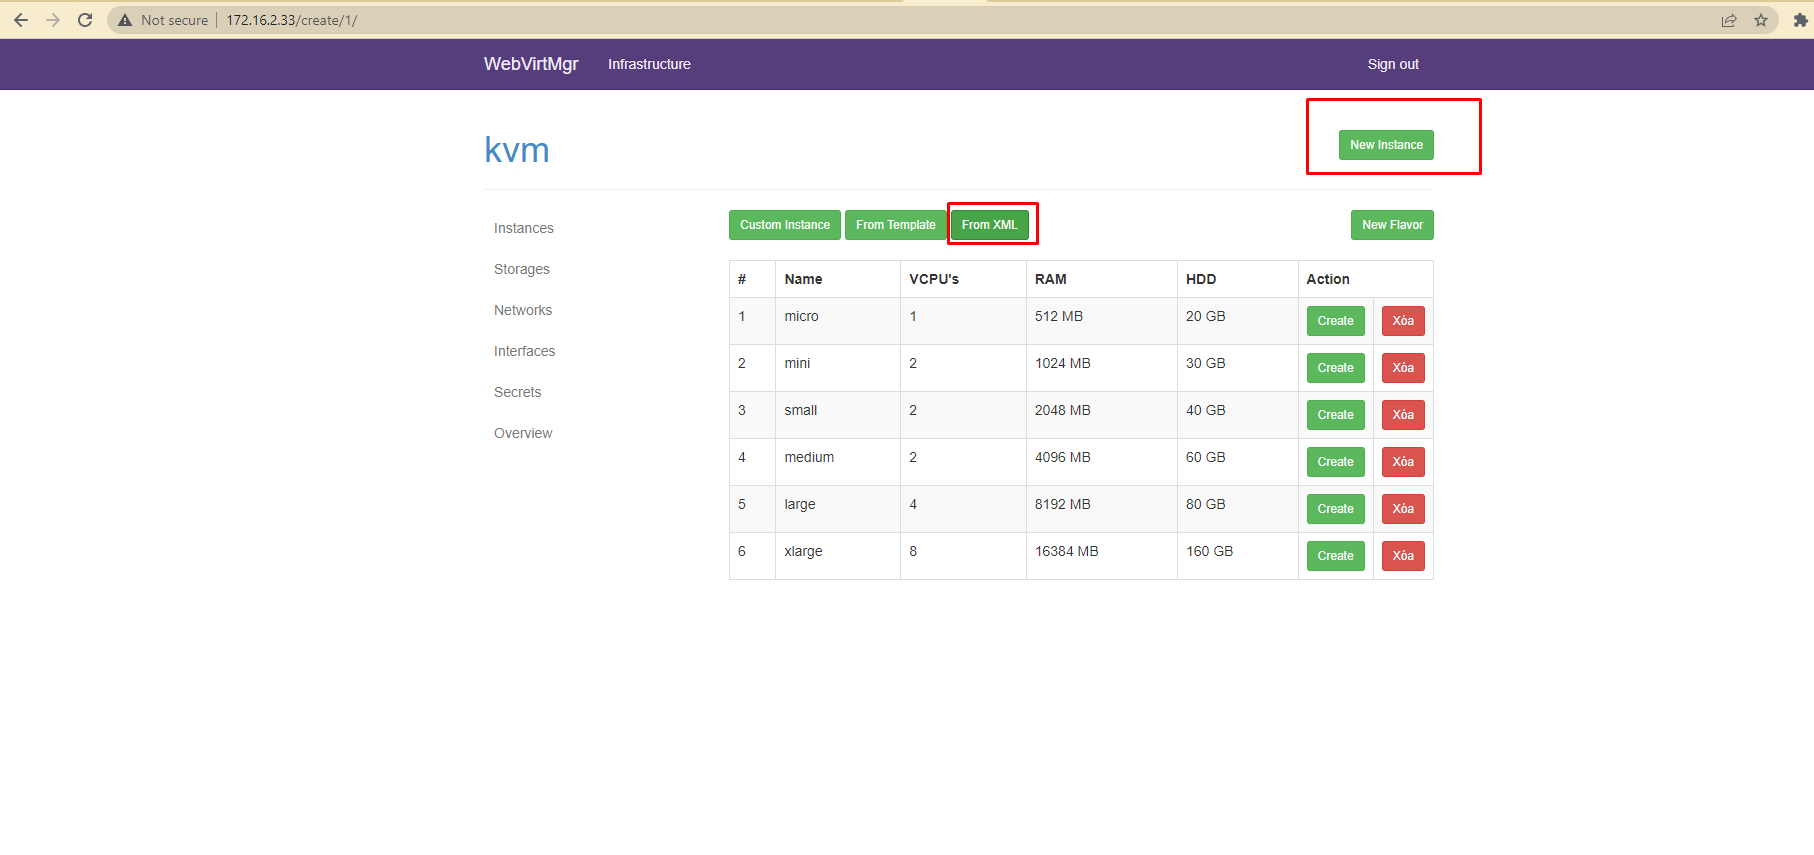 Not secure 172.16.2.33/create/1/
WebVirtMgr Infrastructure Sign out
kvm New Instance
Custom Instance From Template From XML New Flavor
Instances
Storages
Networks
Interfaces
Secrets
Overview
# Name VCPU's RAM HDD Action
1 micro 1 512 MB 20 GB Create Xóa
2 mini 2 1024 MB 30 GB Create Xóa
3 small 2 2048 MB 40 GB Create Xóa
4 medium 2 4096 MB 60 GB Create Xóa
5 large 4 8192 MB 80 GB Create Xóa
6 xlarge 8 16384 MB 160 GB Create Xóa